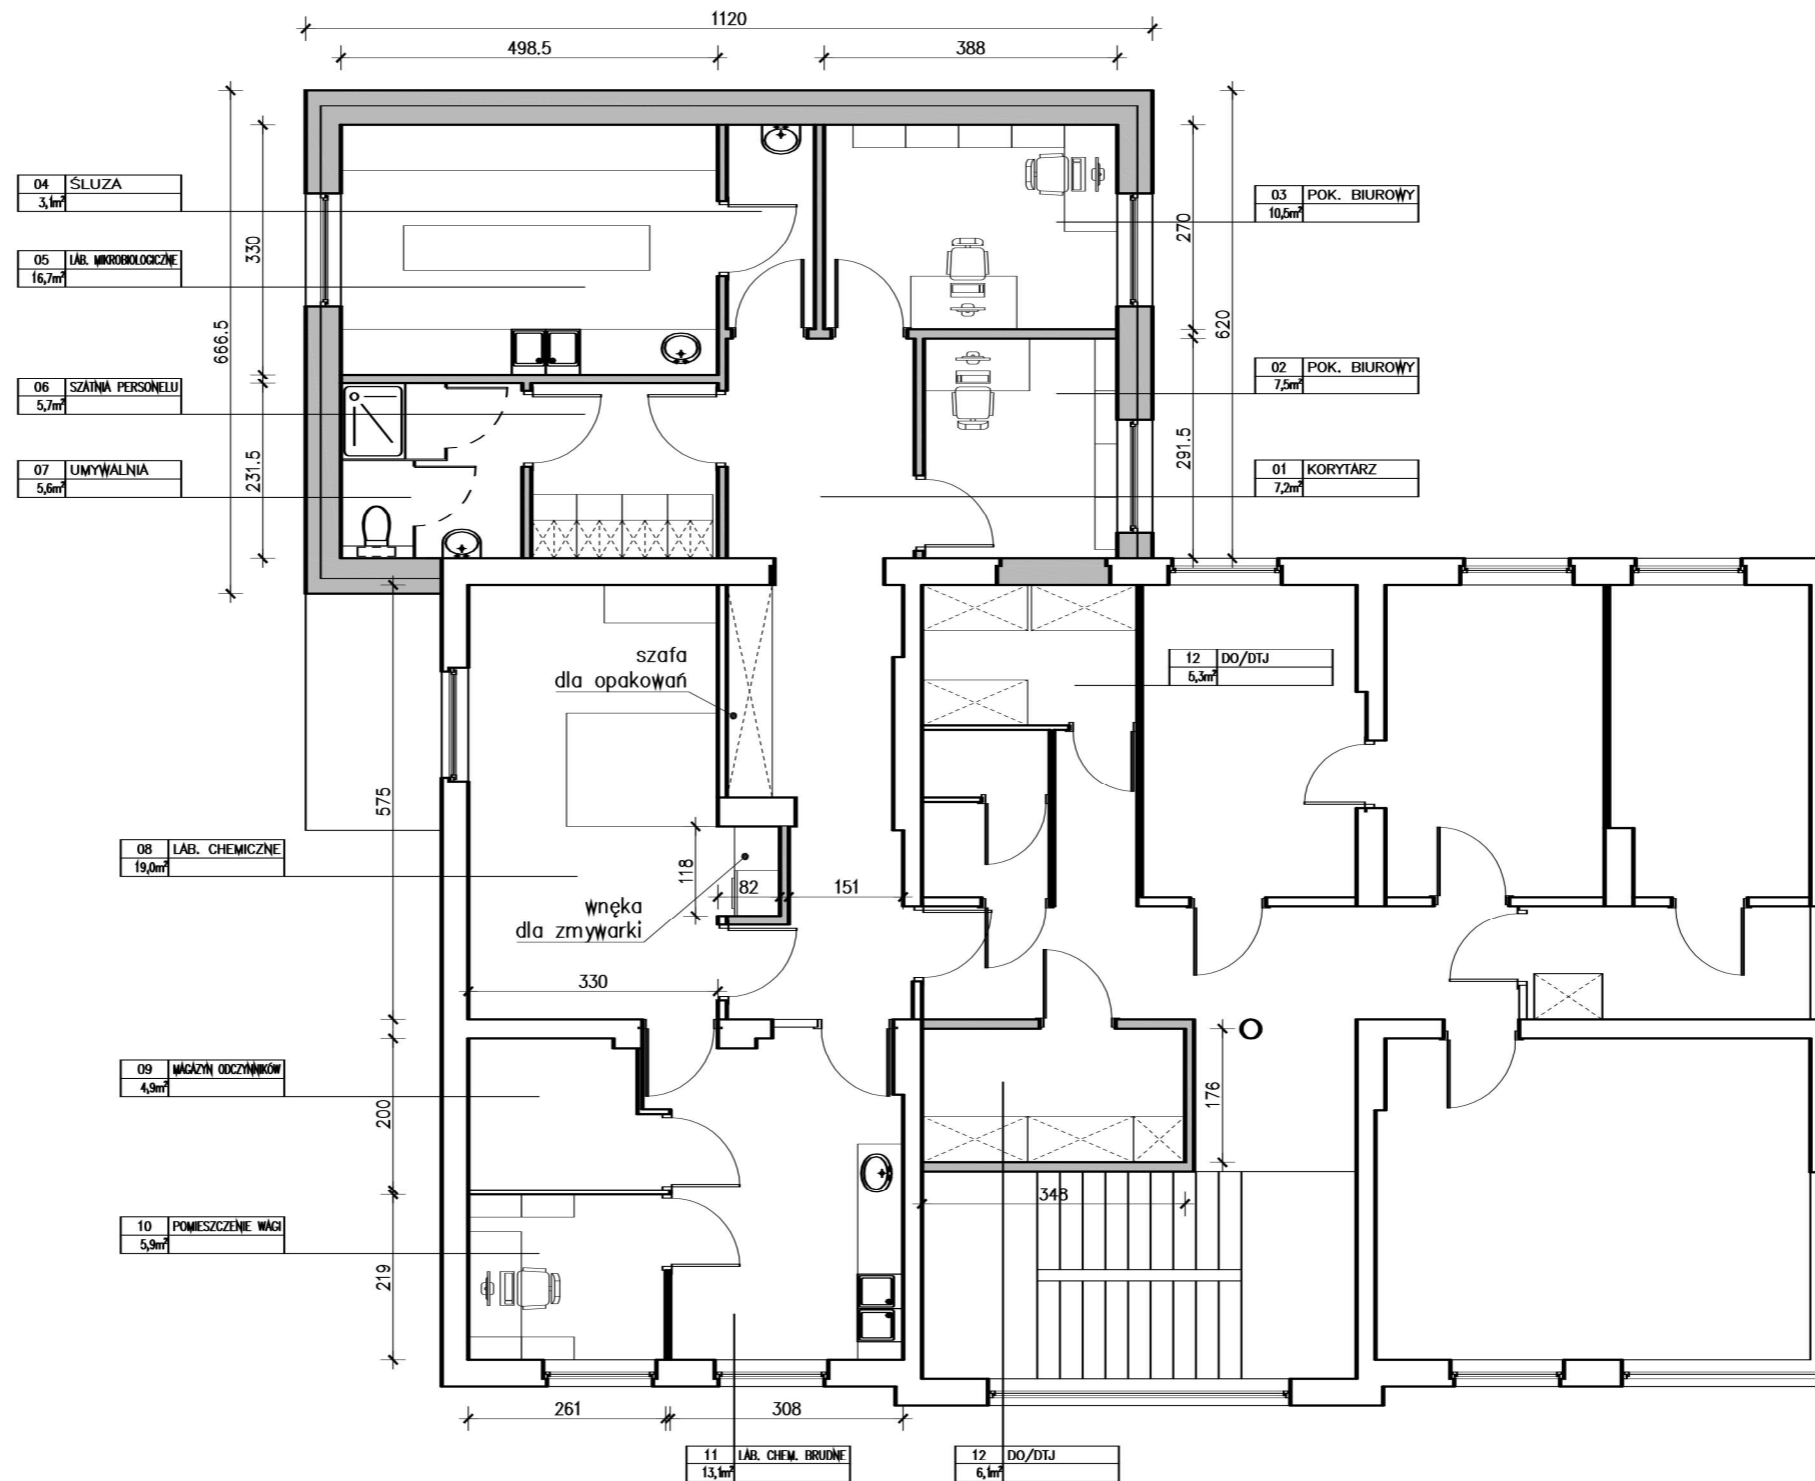 1120
498.5
388
04 ŚLUZA
3,1m²
05 LAB. MIKROBIOLOGICZNE
16,7m²
06 SZATNIA PERSONELU
5,7m²
07 UMYWALNIA
5,6m²
666.5
330
231.5
03 POK. BIUROWY
10,5m²
02 POK. BIUROWY
7,5m²
01 KORYTARZ
7,2m²
270
620
291.5
szafa
dla opakowań
12 DO/DTJ
5,3m²
575
08 LAB. CHEMICZNE
19,0m²
118
82
151
wnęka
dla zmywarki
330
09 MAGAZYN ODCZYNNIKÓW
4,9m²
200
176
10 POMIESZCZENIE WAGI
5,9m²
219
348
261
308
11 LAB. CHEM. BRUDNE
13,1m²
12 DO/DTJ
6,1m²